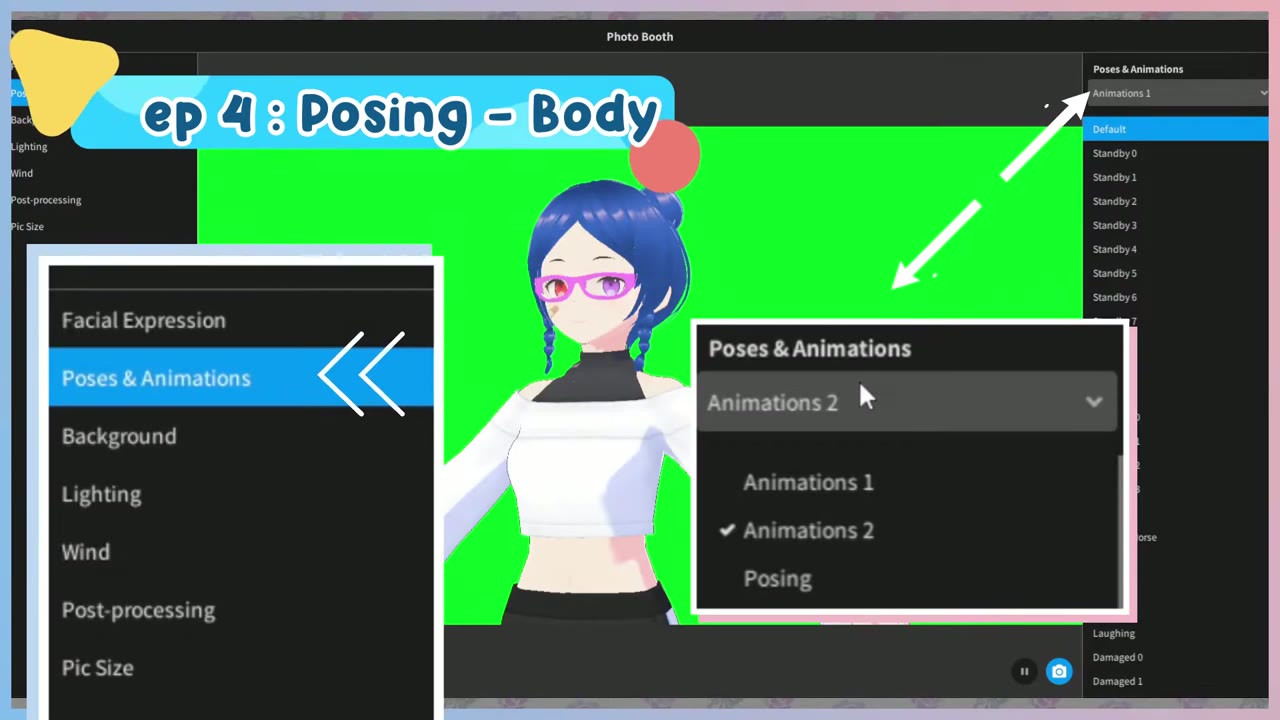 Photo Booth
ep 4 : Posing - Body
Lighting
Wind
Post-processing
Pic Size
Facial Expression
Poses & Animations
Background
Lighting
Wind
Post-processing
Pic Size
Poses & Animations
Animations 2
Animations 1
Animations 2
Posing
Poses & Animations
Animations 1
Default
Standby 0
Standby 1
Standby 2
Standby 3
Standby 4
Standby 5
Standby 6
Laughing
Damaged 0
Damaged 1